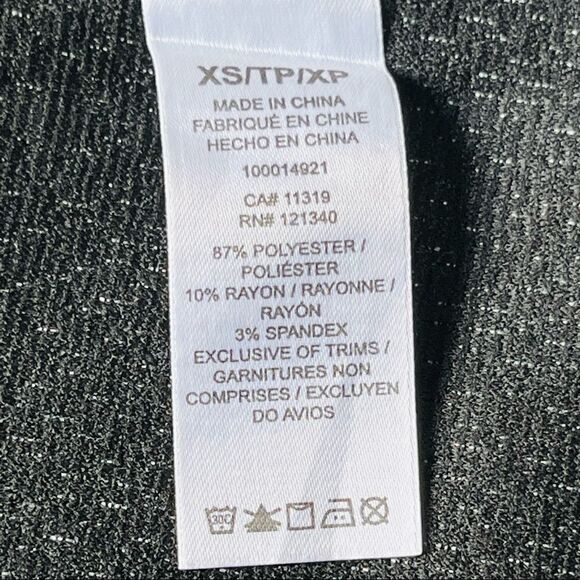 XS/TP/XP
MADE IN CHINA
FABRIQUÉ EN CHINE
HECHO EN CHINA
100014921
CA# 11319
RN# 121340
87% POLYESTER /
POLIÉSTER
10% RAYON / RAYONNE /
RAYÓN
3% SPANDEX
EXCLUSIVE OF TRIMS /
GARNITURES NON
COMPRISES / EXCLUYEN
DO AVIOS
30C